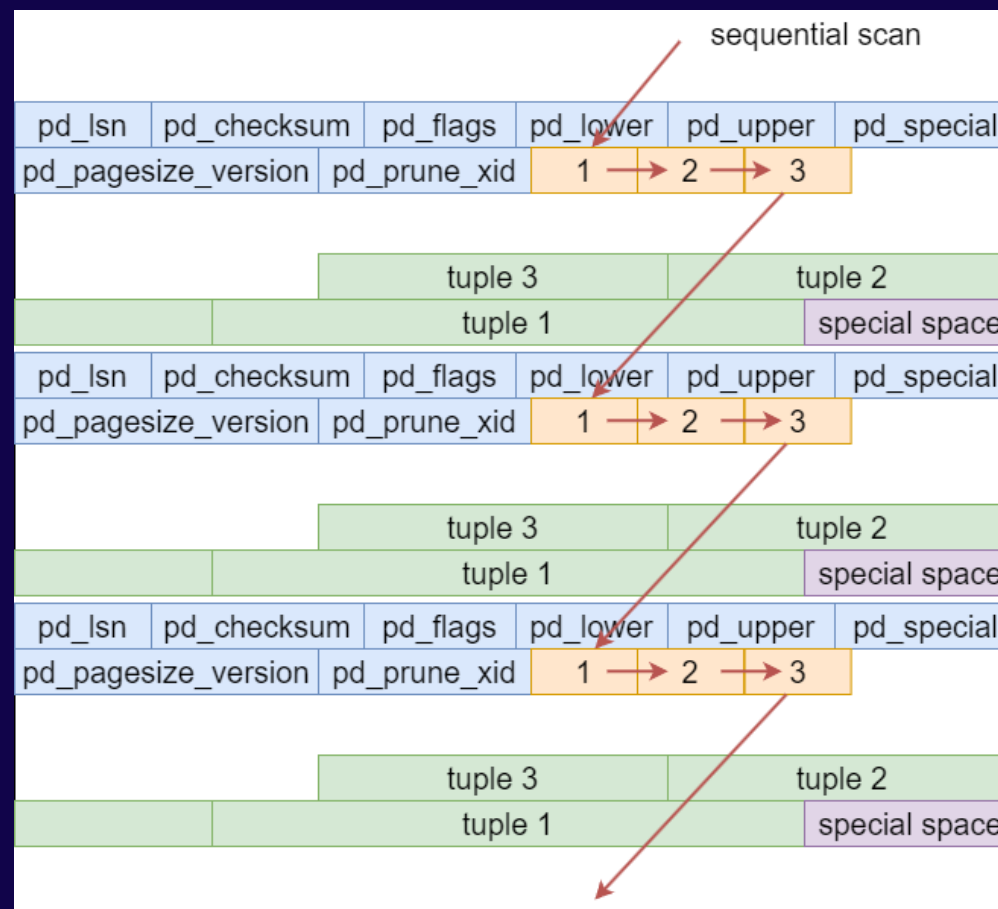 sequential scan
pd_lsn pd_checksum pd_flags pd_lower pd_upper pd_special
pd_pagesize_version pd_prune_xid 1 2 3
tuple 3 tuple 2
tuple 1 special space
pd_lsn pd_checksum pd_flags pd_lower pd_upper pd_special
pd_pagesize_version pd_prune_xid 1 2 3
tuple 3 tuple 2
tuple 1 special space
pd_lsn pd_checksum pd_flags pd_lower pd_upper pd_special
pd_pagesize_version pd_prune_xid 1 2 3
tuple 3 tuple 2
tuple 1 special space